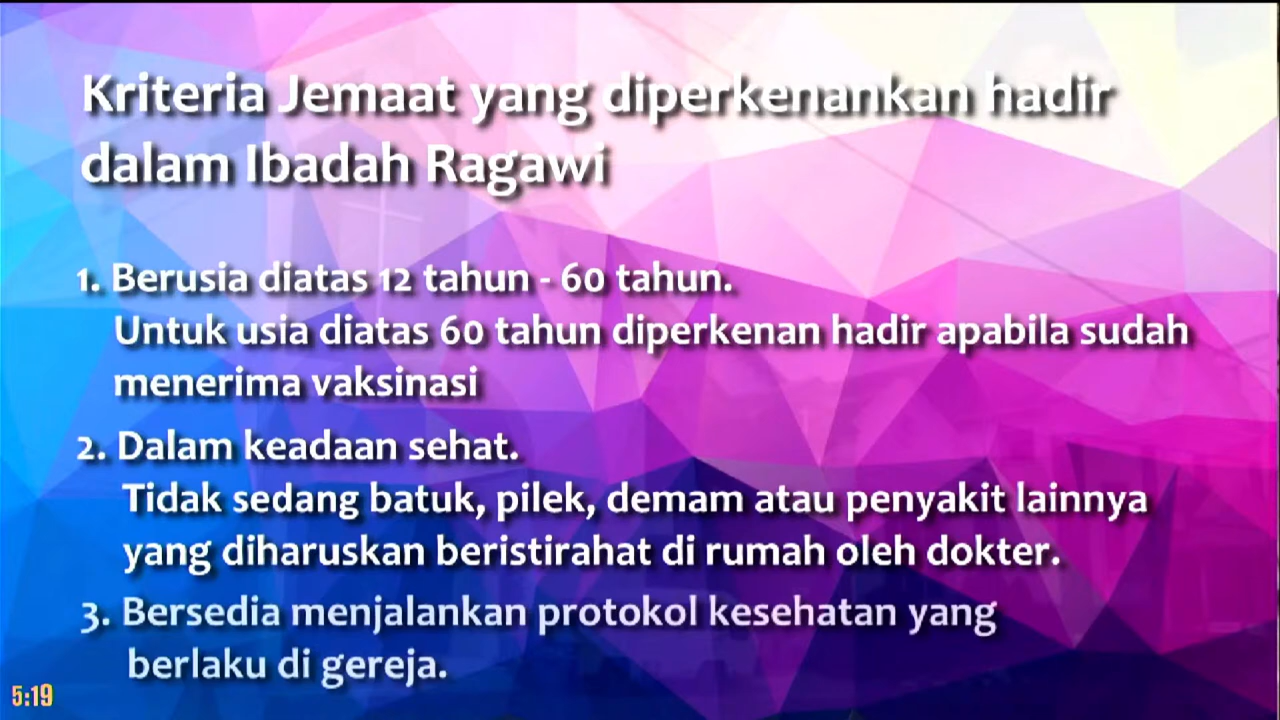 Kriteria Jemaat yang diperkenankan hadir
dalam Ibadah Ragawi
1. Berusia diatas 12 tahun - 60 tahun.
Untuk usia diatas 60 tahun diperkenan hadir apabila sudah
menerima vaksinasi
2. Dalam keadaan sehat.
Tidak sedang batuk, pilek, demam atau penyakit lainnya
yang diharuskan beristirahat di rumah oleh dokter.
3. Bersedia menjalankan protokol kesehatan yang
berlaku di gereja.
5:19